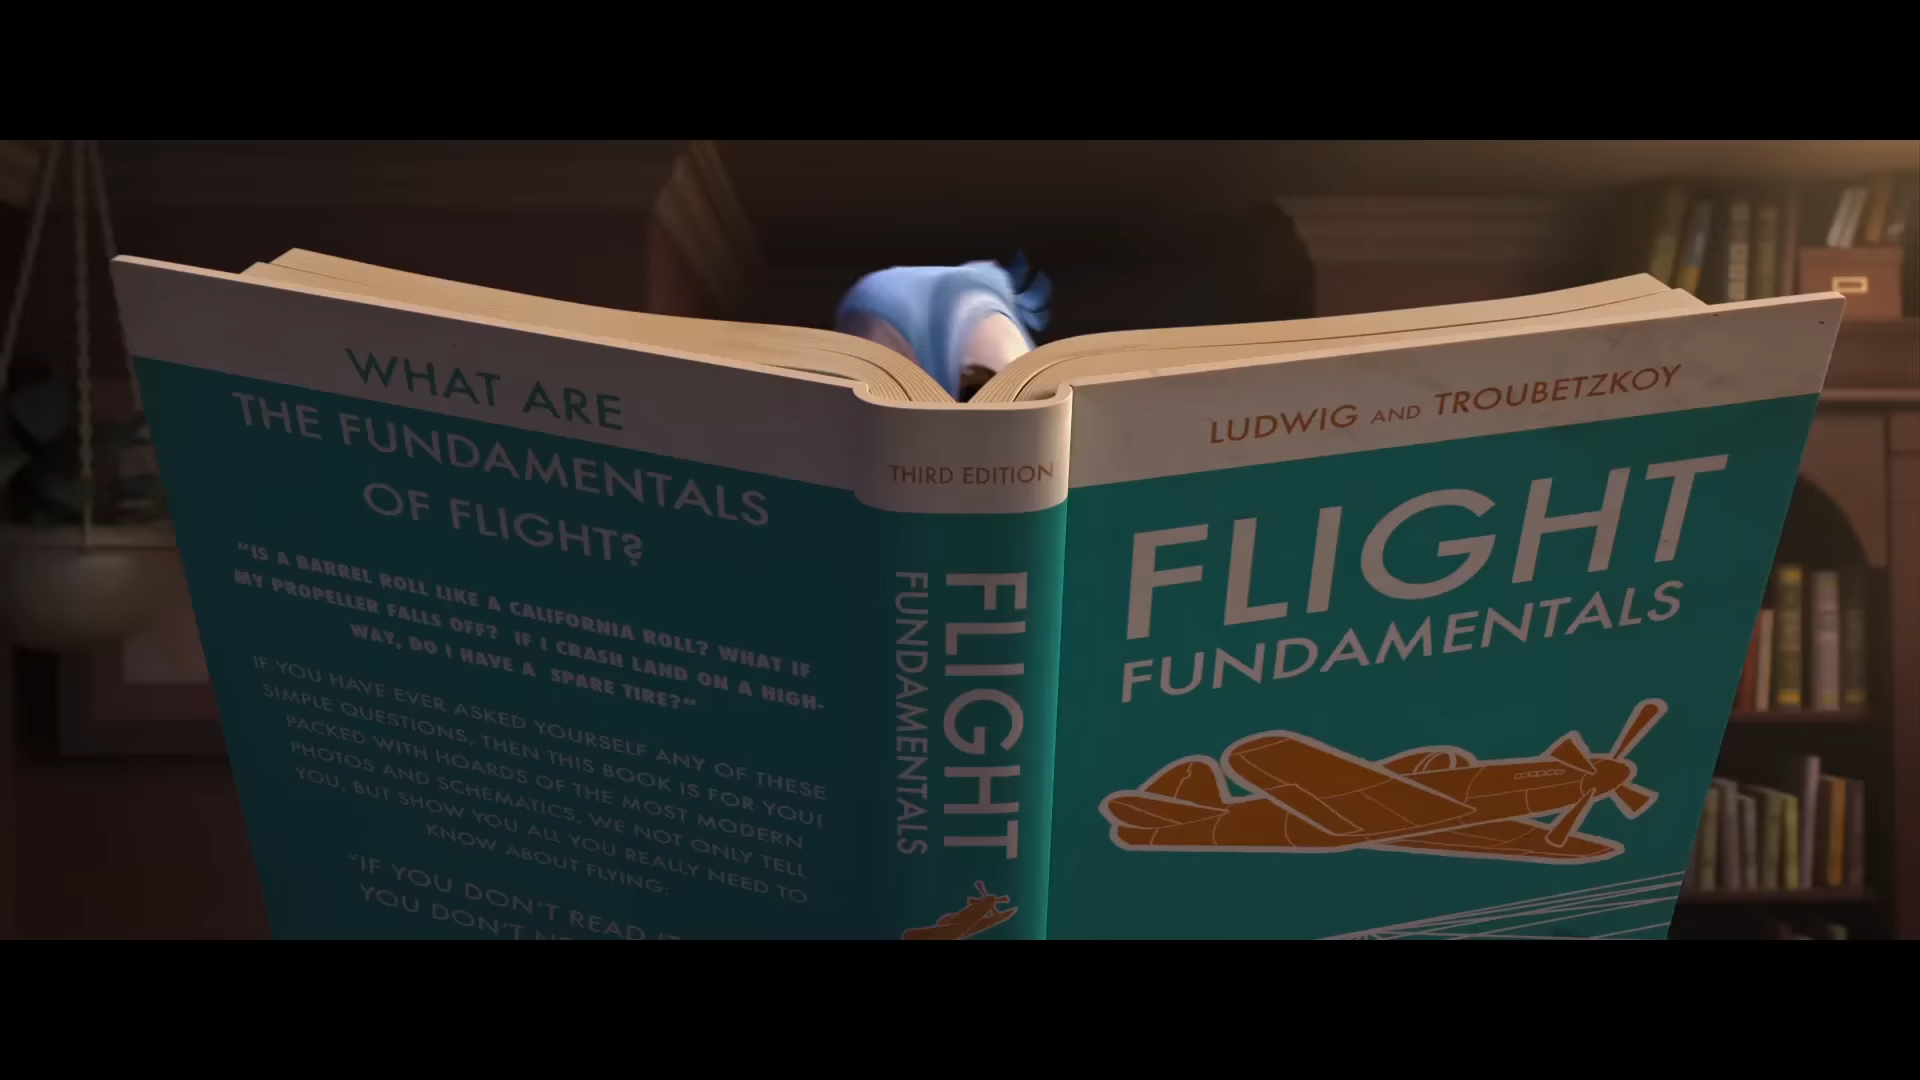 WHAT ARE
THE FUNDAMENTALS
OF FLIGHT?
"IS A BARREL ROLL LIKE A CALIFORNIA ROLL? WHAT IF
MY PROPELLER FALLS OFF? IF I CRASH LAND ON A HIGH-
WAY, DO I HAVE A SPARE TIRE?"
IF YOU HAVE EVER ASKED YOURSELF ANY OF THESE
SIMPLE QUESTIONS, THEN THIS BOOK IS FOR YOU!
PACKED WITH HOARDS OF THE MOST MODERN
PHOTOS AND SCHEMATICS, WE NOT ONLY TELL
YOU, BUT SHOW YOU ALL YOU REALLY NEED TO
KNOW ABOUT FLYING:
"IF YOU DON'T READ
YOU DON'T
THIRD EDITION
FLIGHT
FUNDAMENTALS
LUDWIG AND TROUBETZKOY
FLIGHT
FUNDAMENTALS